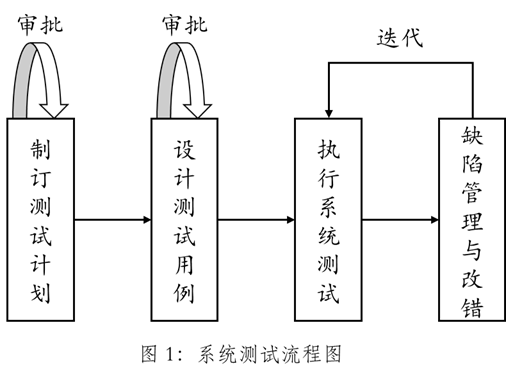 审批
审批
迭代
制订测试计划
设计测试用例
执行系统测试
缺陷管理与改错
图 1：系统测试流程图